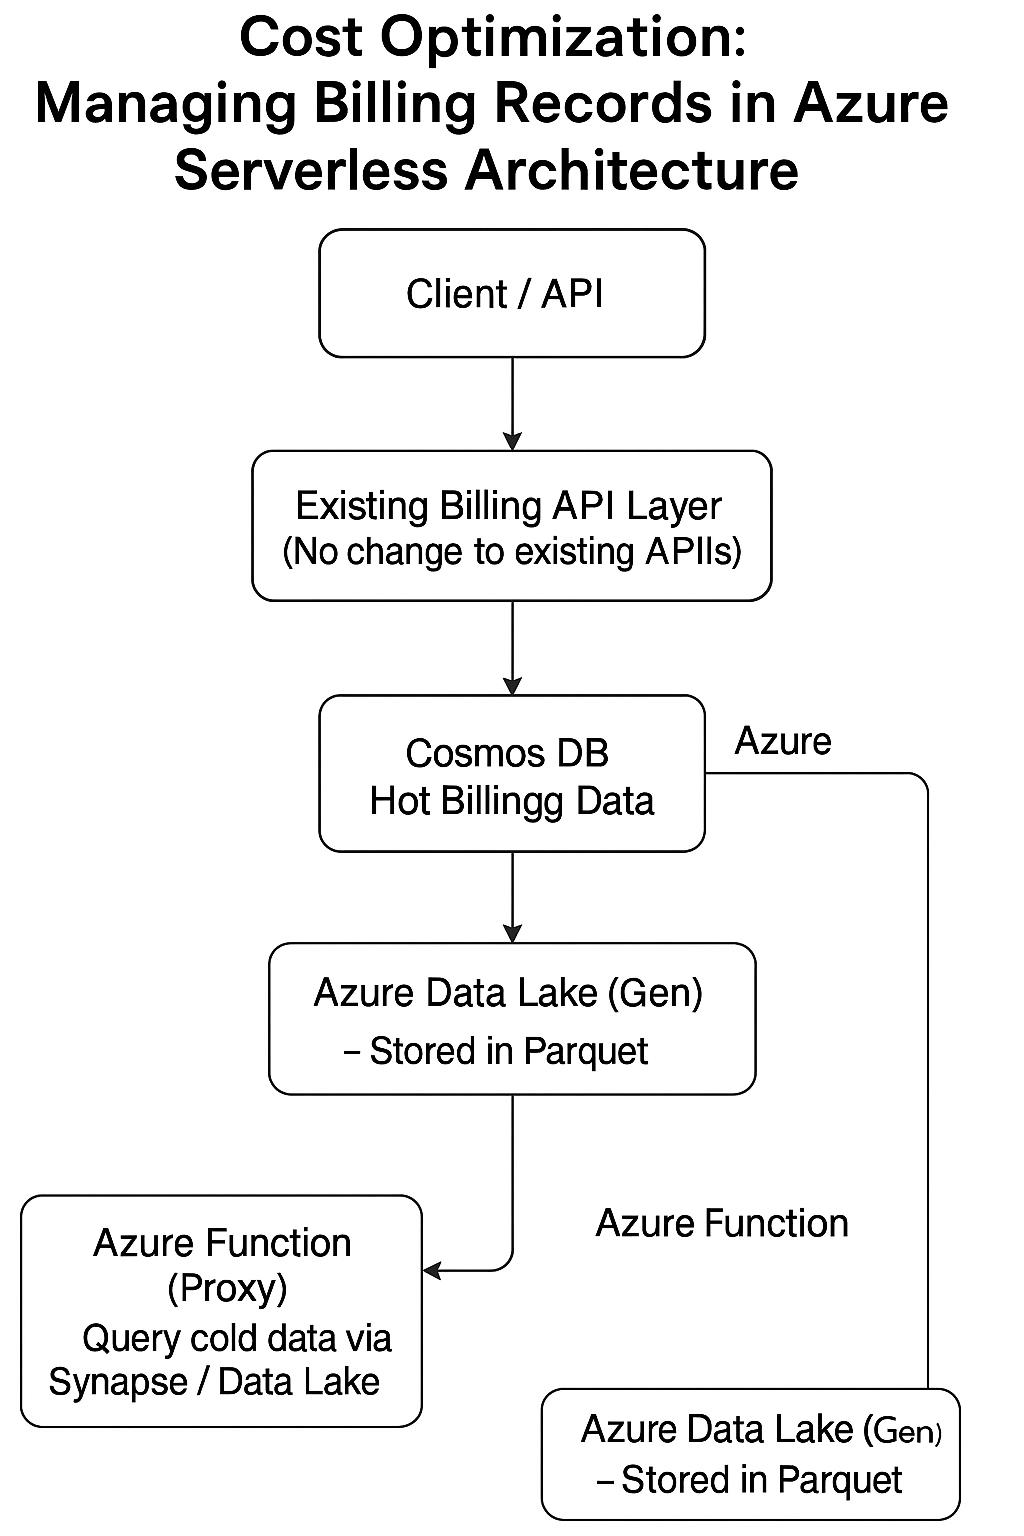 Cost Optimization:
Managing Billing Records in Azure
Serverless Architecture
Client / API
Existing Billing API Layer
(No change to existing APIIs)
Cosmos DB
Hot Billingg Data
Azure
Azure Data Lake (Gen)
– Stored in Parquet
Azure Function
(Proxy)
Query cold data via
Synapse / Data Lake
Azure Function
Azure Data Lake (Gen)
– Stored in Parquet